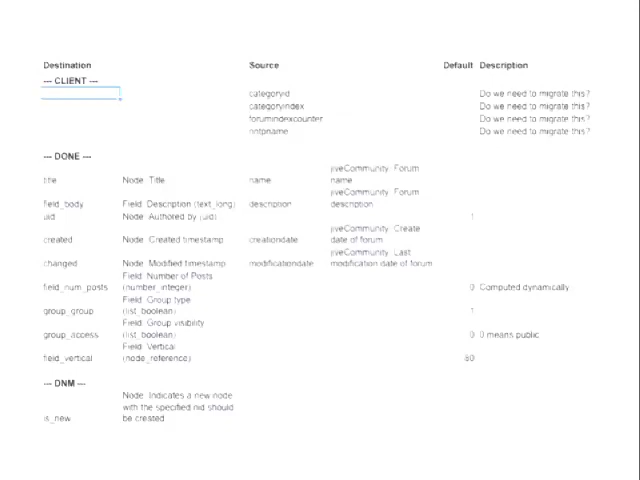 Destination Source Default Description
--- CLIENT ---
categoryid Do we need to migrate this?
categoryindex Do we need to migrate this?
forumindexcounter Do we need to migrate this?
nntpname Do we need to migrate this?
--- DONE ---
title Node: Title name jiveCommunity: Forum name
field_body Field: Description (text_long) description jiveCommunity: Forum description
uid Node: Authored by (uid) 1
created Node: Created timestamp creationdate jiveCommunity: Create date of forum
changed Node: Modified timestamp modificationdate jiveCommunity: Last modification date of forum
field_num_posts Field: Number of Posts (number_integer) 0 Computed dynamically
group_group Field: Group type (list_boolean) 1
group_access Field: Group visibility (list_boolean) 0 0 means public
field_vertical Field: Vertical (node_reference) 80
--- DNM ---
is_new Node: Indicates a new node with the specified nid should be created